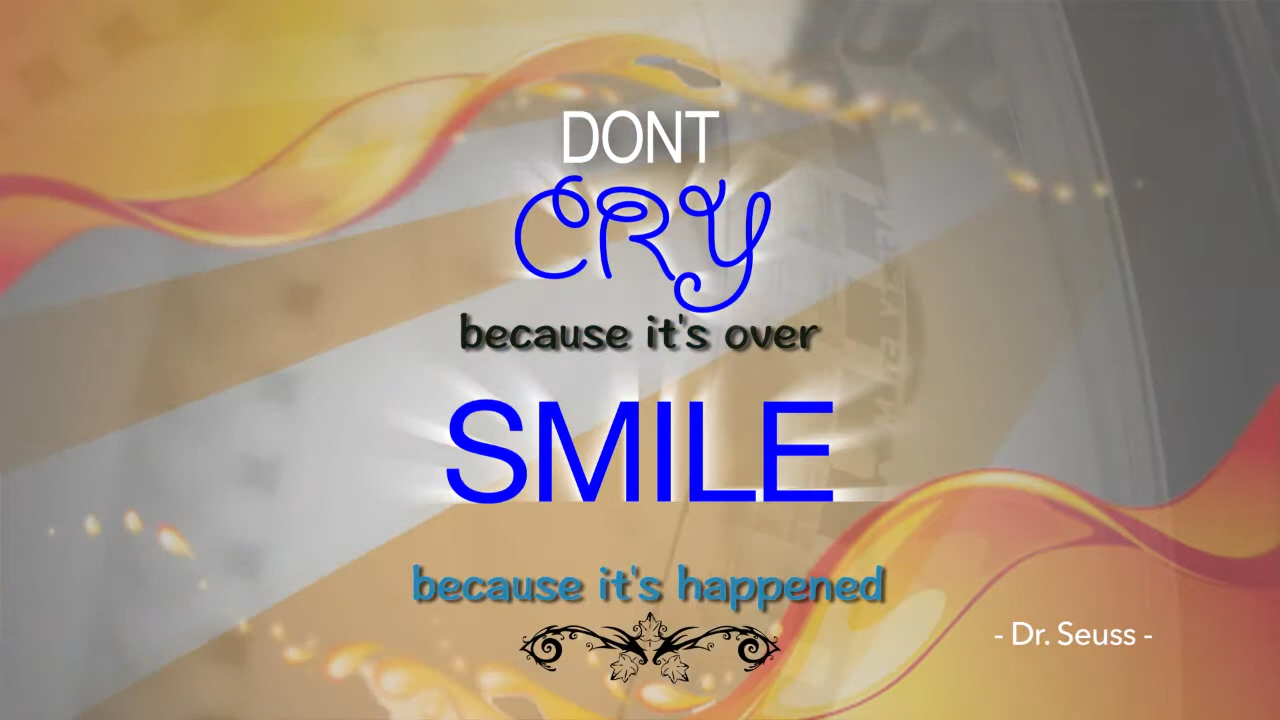 DONT
CRY
because it's over
SMILE
because it's happened
- Dr. Seuss -